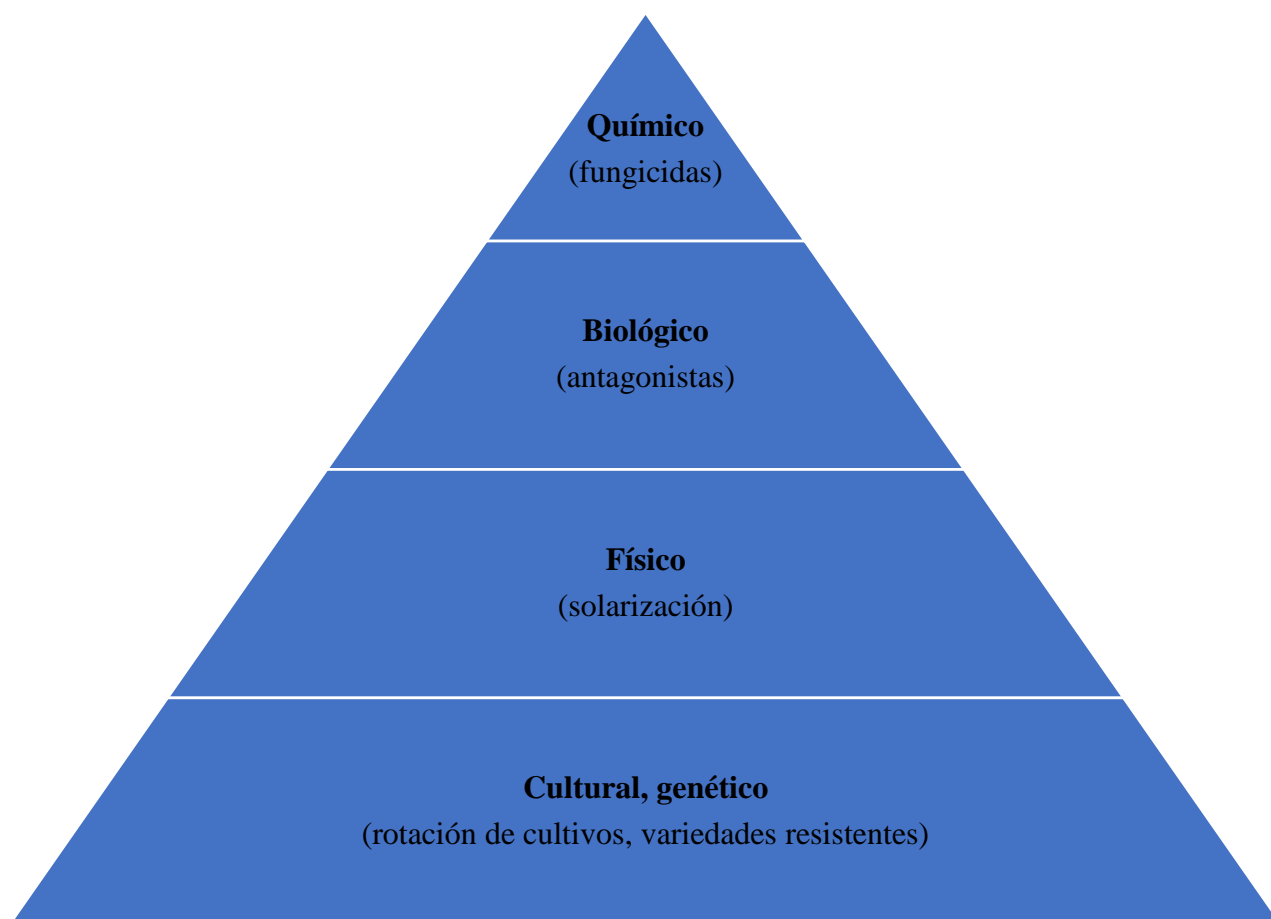 Químico
(fungicidas)
Biológico
(antagonistas)
Físico
(solarización)
Cultural, genético
(rotación de cultivos, variedades resistentes)